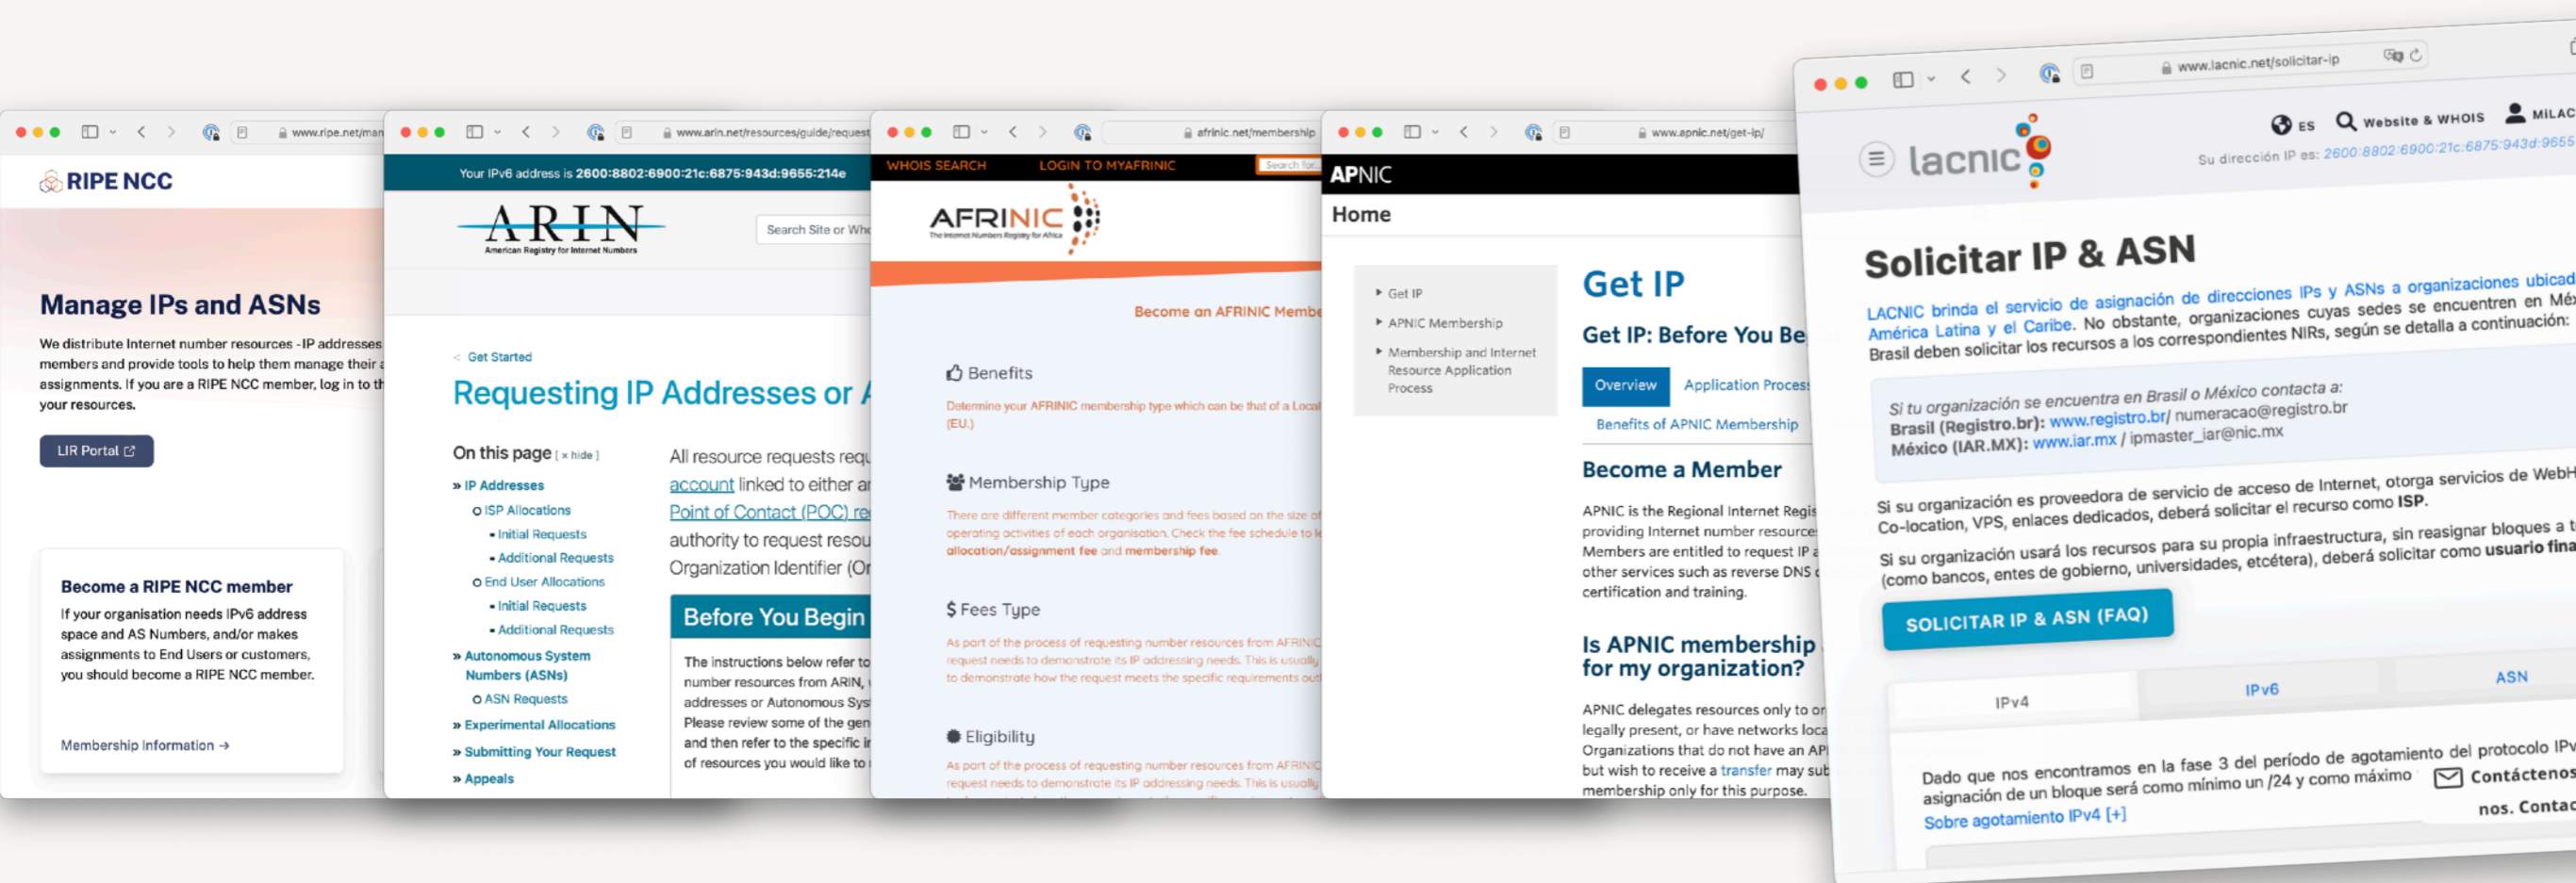 www.ripe.net/man
RIPE NCC
Manage IPs and ASNs
We distribute Internet number resources - IP addresses
members and provide tools to help them manage their
assignments. If you are a RIPE NCC member, log in to
your resources.
LIR Portal
Become a RIPE NCC member
If your organisation needs IPv6 address
space and AS Numbers, and/or makes
assignments to End Users or customers,
you should become a RIPE NCC member.
Membership Information →
www.arin.net/resources/guide/request
Your IPv6 address is 2600:8802:6900:21c:6875:943d:9655:214e
ARIN
American Registry for Internet Numbers
Search Site or Who
< Get Started
Requesting IP Addresses or
On this page [ × hide ]
» IP Addresses
ISP Allocations
Initial Requests
Additional Requests
End User Allocations
Initial Requests
Additional Requests
» Autonomous System
Numbers (ASNs)
ASN Requests
» Experimental Allocations
» Submitting Your Request
» Appeals
All resource requests requ
account linked to either an
Point of Contact (POC) re
authority to request resou
Organization Identifier (Or
Before You Begin
The instructions below refer to
number resources from ARIN,
addresses or Autonomous Sys
Please review some of the gen
and then refer to the specific in
of resources you would like to
afrinic.net/membership
WHOIS SEARCH
LOGIN TO MYAFRINIC
Search for
AFRINIC
The Internet Numbers Registry for Africa
Become an AFRINIC Membe
Benefits
Determine your AFRINIC membership type which can be that of a Local
(EU.)
Membership Type
There are different member categories and fees based on the size of
operating activities of each organisation. Check the fee schedule to le
allocation/assignment fee and membership fee.
$ Fees Type
As part of the process of requesting number resources from AFRINIC
request needs to demonstrate its IP addressing needs. This is usually
to demonstrate how the request meets the specific requirements out
Eligibility
As part of the process of requesting number resources from AFRINIC
request needs to demonstrate its IP addressing needs. This is usually
www.apnic.net/get-ip/
APNIC
Home
Get IP
APNIC Membership
Membership and Internet
Resource Application
Process
Get IP
Get IP: Before You Be
Overview
Application Process
Benefits of APNIC Membership
Become a Member
APNIC is the Regional Internet Regis
providing Internet number resource
Members are entitled to request IP a
other services such as reverse DNS
certification and training.
Is APNIC membership
for my organization?
APNIC delegates resources only to or
legally present, or have networks loca
Organizations that do not have an AP
but wish to receive a transfer may sub
membership only for this purpose.
www.lacnic.net/solicitar-ip
lacnic
ES
Website & WHOIS
MiLAC
Su dirección IP es: 2600:8802:6900:21c:6875:943d:9655
Solicitar IP & ASN
LACNIC brinda el servicio de asignación de direcciones IPs y ASNs a organizaciones ubicad
América Latina y el Caribe. No obstante, organizaciones cuyas sedes se encuentren en Méx
Brasil deben solicitar los recursos a los correspondientes NIRs, según se detalla a continuación:
Si tu organización se encuentra en Brasil o México contacta a:
Brasil (Registro.br): www.registro.br/ numeracao@registro.br
México (IAR.MX): www.iar.mx / ipmaster_iar@nic.mx
Si su organización es proveedora de servicio de acceso de Internet, otorga servicios de WebH
Co-location, VPS, enlaces dedicados, deberá solicitar el recurso como ISP.
Si su organización usará los recursos para su propia infraestructura, sin reasignar bloques a t
(como bancos, entes de gobierno, universidades, etcétera), deberá solicitar como usuario fina
SOLICITAR IP & ASN (FAQ)
IPv4
IPv6
ASN
Dado que nos encontramos en la fase 3 del período de agotamiento del protocolo IPv
asignación de un bloque será como mínimo un /24 y como máximo
Sobre agotamiento IPv4 [+]
Contáctenos
nos. Contac